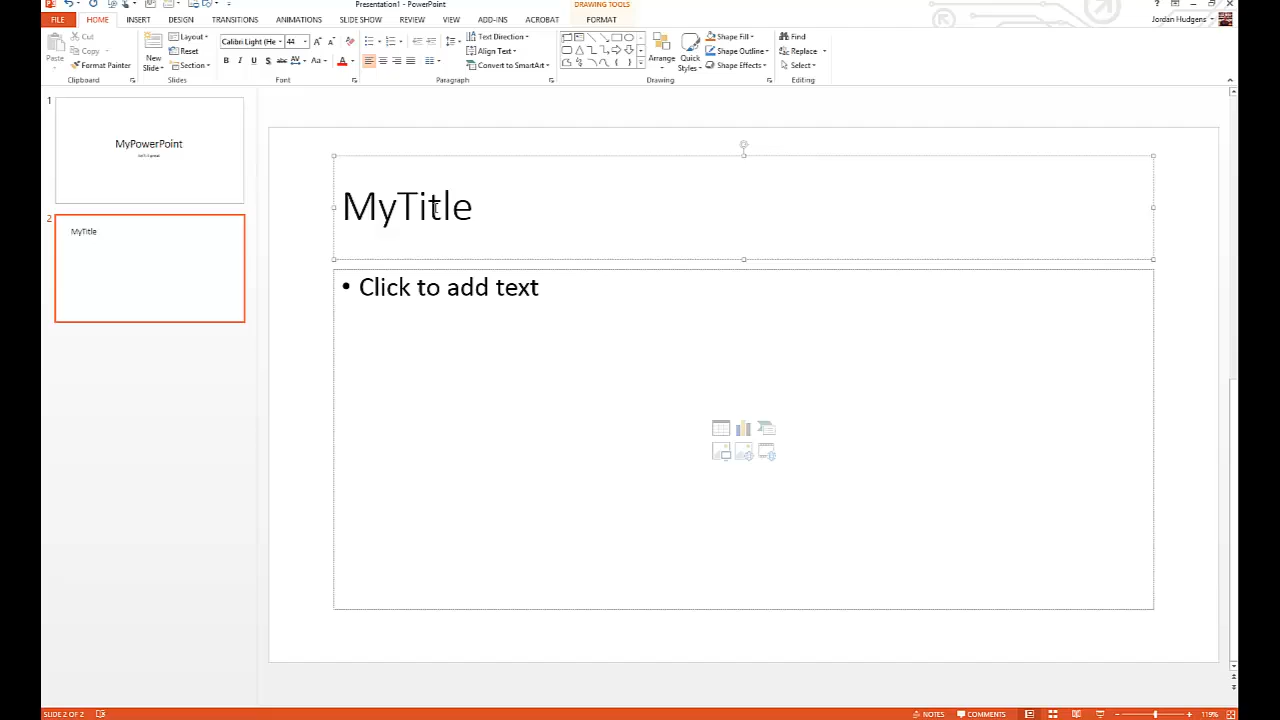 Presentation1 - PowerPoint
DRAWING TOOLS
FILE HOME INSERT DESIGN TRANSITIONS ANIMATIONS SLIDE SHOW REVIEW VIEW ADD-INS ACROBAT FORMAT
Jordan Hudgens
Paste
Cut
Copy
Format Painter
Clipboard
New
Slide
Layout
Reset
Section
Slides
Calibri Light (He 44
Font
Text Direction
Align Text
Convert to SmartArt
Paragraph
Arrange
Quick
Styles
Shape Fill
Shape Outline
Shape Effects
Drawing
Find
Replace
Select
Editing
1
MyPowerPoint
2
MyTitle
MyTitle
• Click to add text
SLIDE 2 OF 2
NOTES COMMENTS 119%